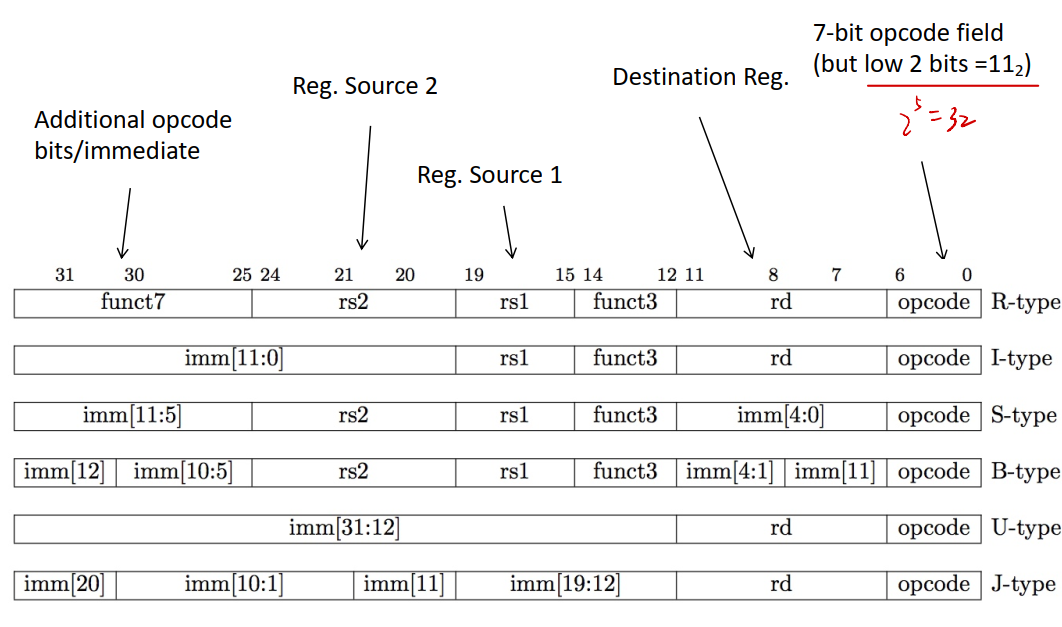 7-bit opcode field
(but low 2 bits =11₂)
2⁵ = 32
Destination Reg.
Reg. Source 2
Additional opcode
bits/immediate
Reg. Source 1
31 30 25 24 21 20 19 15 14 12 11 8 7 6 0
funct7 rs2 rs1 funct3 rd opcode R-type
imm[11:0] rs1 funct3 rd opcode I-type
imm[11:5] rs2 rs1 funct3 imm[4:0] opcode S-type
imm[12] imm[10:5] rs2 rs1 funct3 imm[4:1] imm[11] opcode B-type
imm[31:12] rd opcode U-type
imm[20] imm[10:1] imm[11] imm[19:12] rd opcode J-type